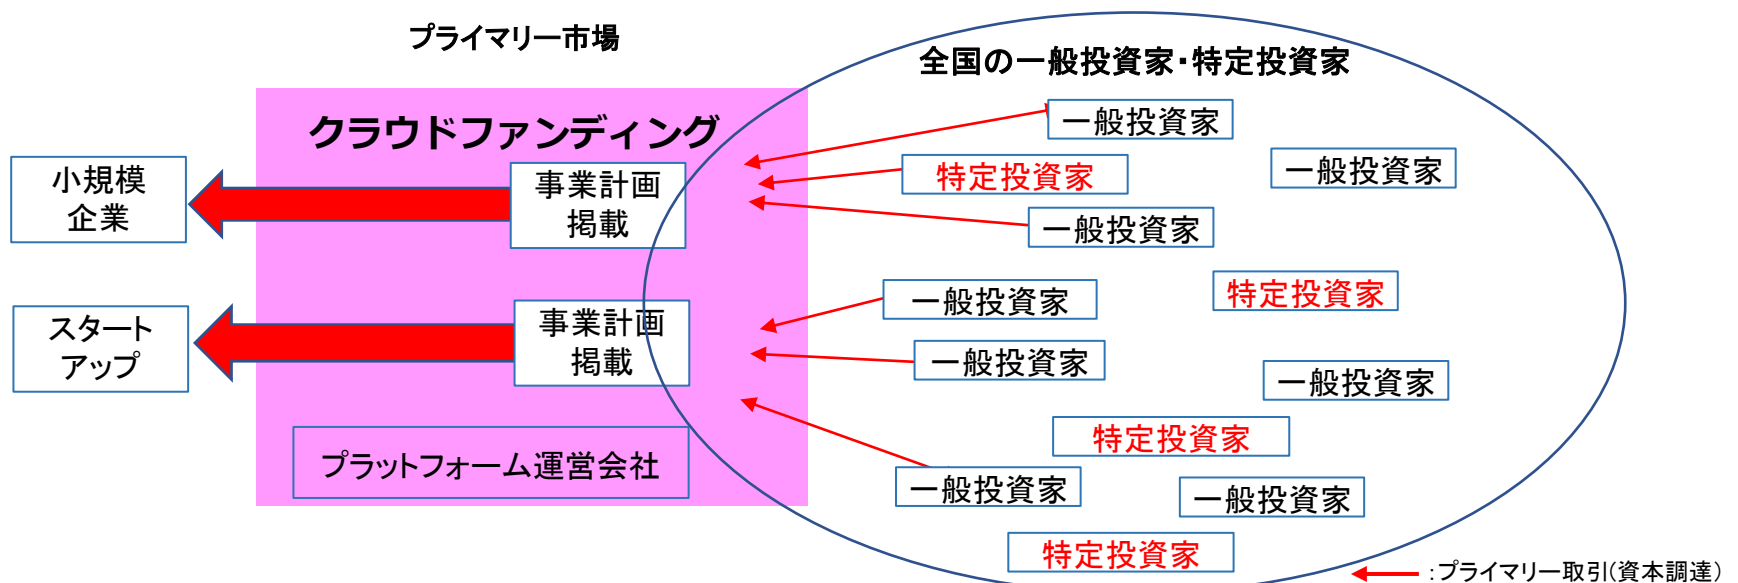 プライマリー市場
全国の一般投資家・特定投資家
クラウドファンディング
小規模
企業
事業計画
掲載
スタート
アップ
事業計画
掲載
プラットフォーム運営会社
一般投資家
特定投資家
一般投資家
一般投資家
一般投資家
特定投資家
一般投資家
一般投資家
特定投資家
一般投資家
一般投資家
特定投資家
:プライマリー取引(資本調達)